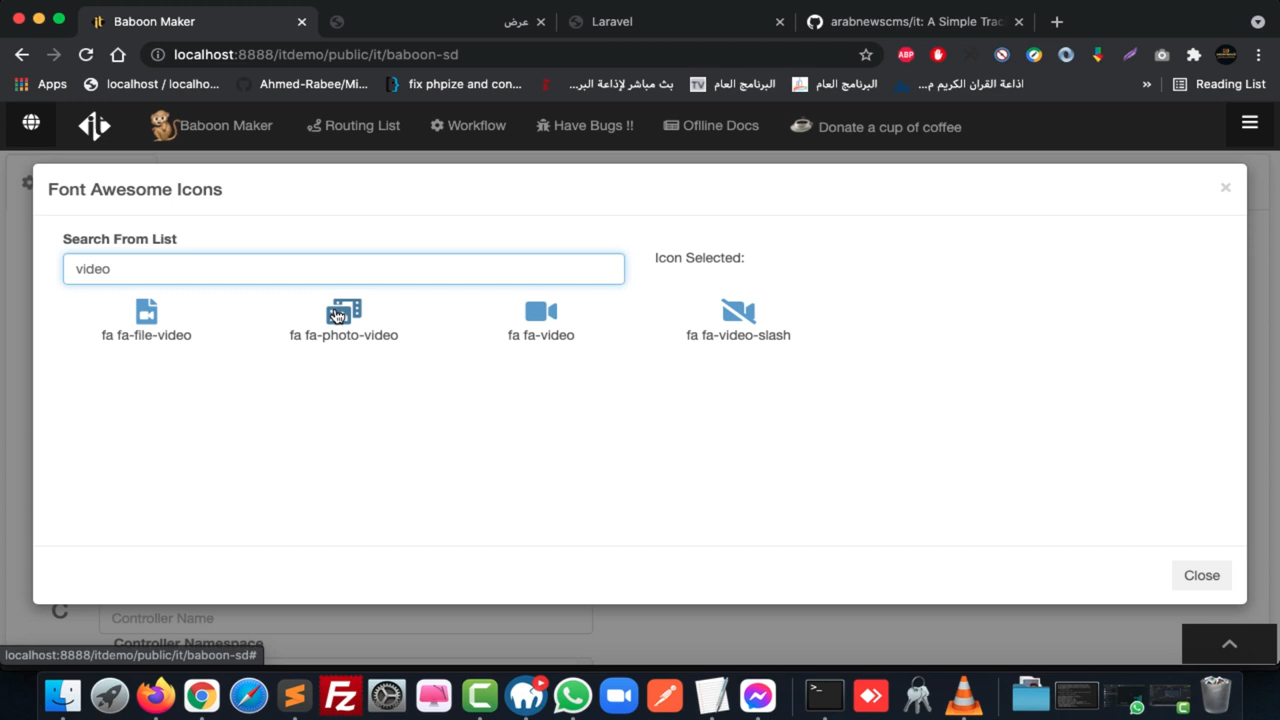 Baboon Maker
عرض
Laravel
arabnewscms/it: A Simple Trac
localhost:8888/itdemo/public/it/baboon-sd
ABP
Apps
localhost / localho...
Ahmed-Rabee/Mi...
fix phpize and con...
بث مباشر لإذاعة البر...
البرنامج العام
البرنامج العام
اذاعة القران الكريم م...
»
Reading List
Baboon Maker
Routing List
Workflow
Have Bugs !!
Oflline Docs
Donate a cup of coffee
Font Awesome Icons
×
Search From List
video
Icon Selected:
fa fa-file-video
fa fa-photo-video
fa fa-video
fa fa-video-slash
Close
Controller Name
Controller Namespace
localhost:8888/itdemo/public/it/baboon-sd#